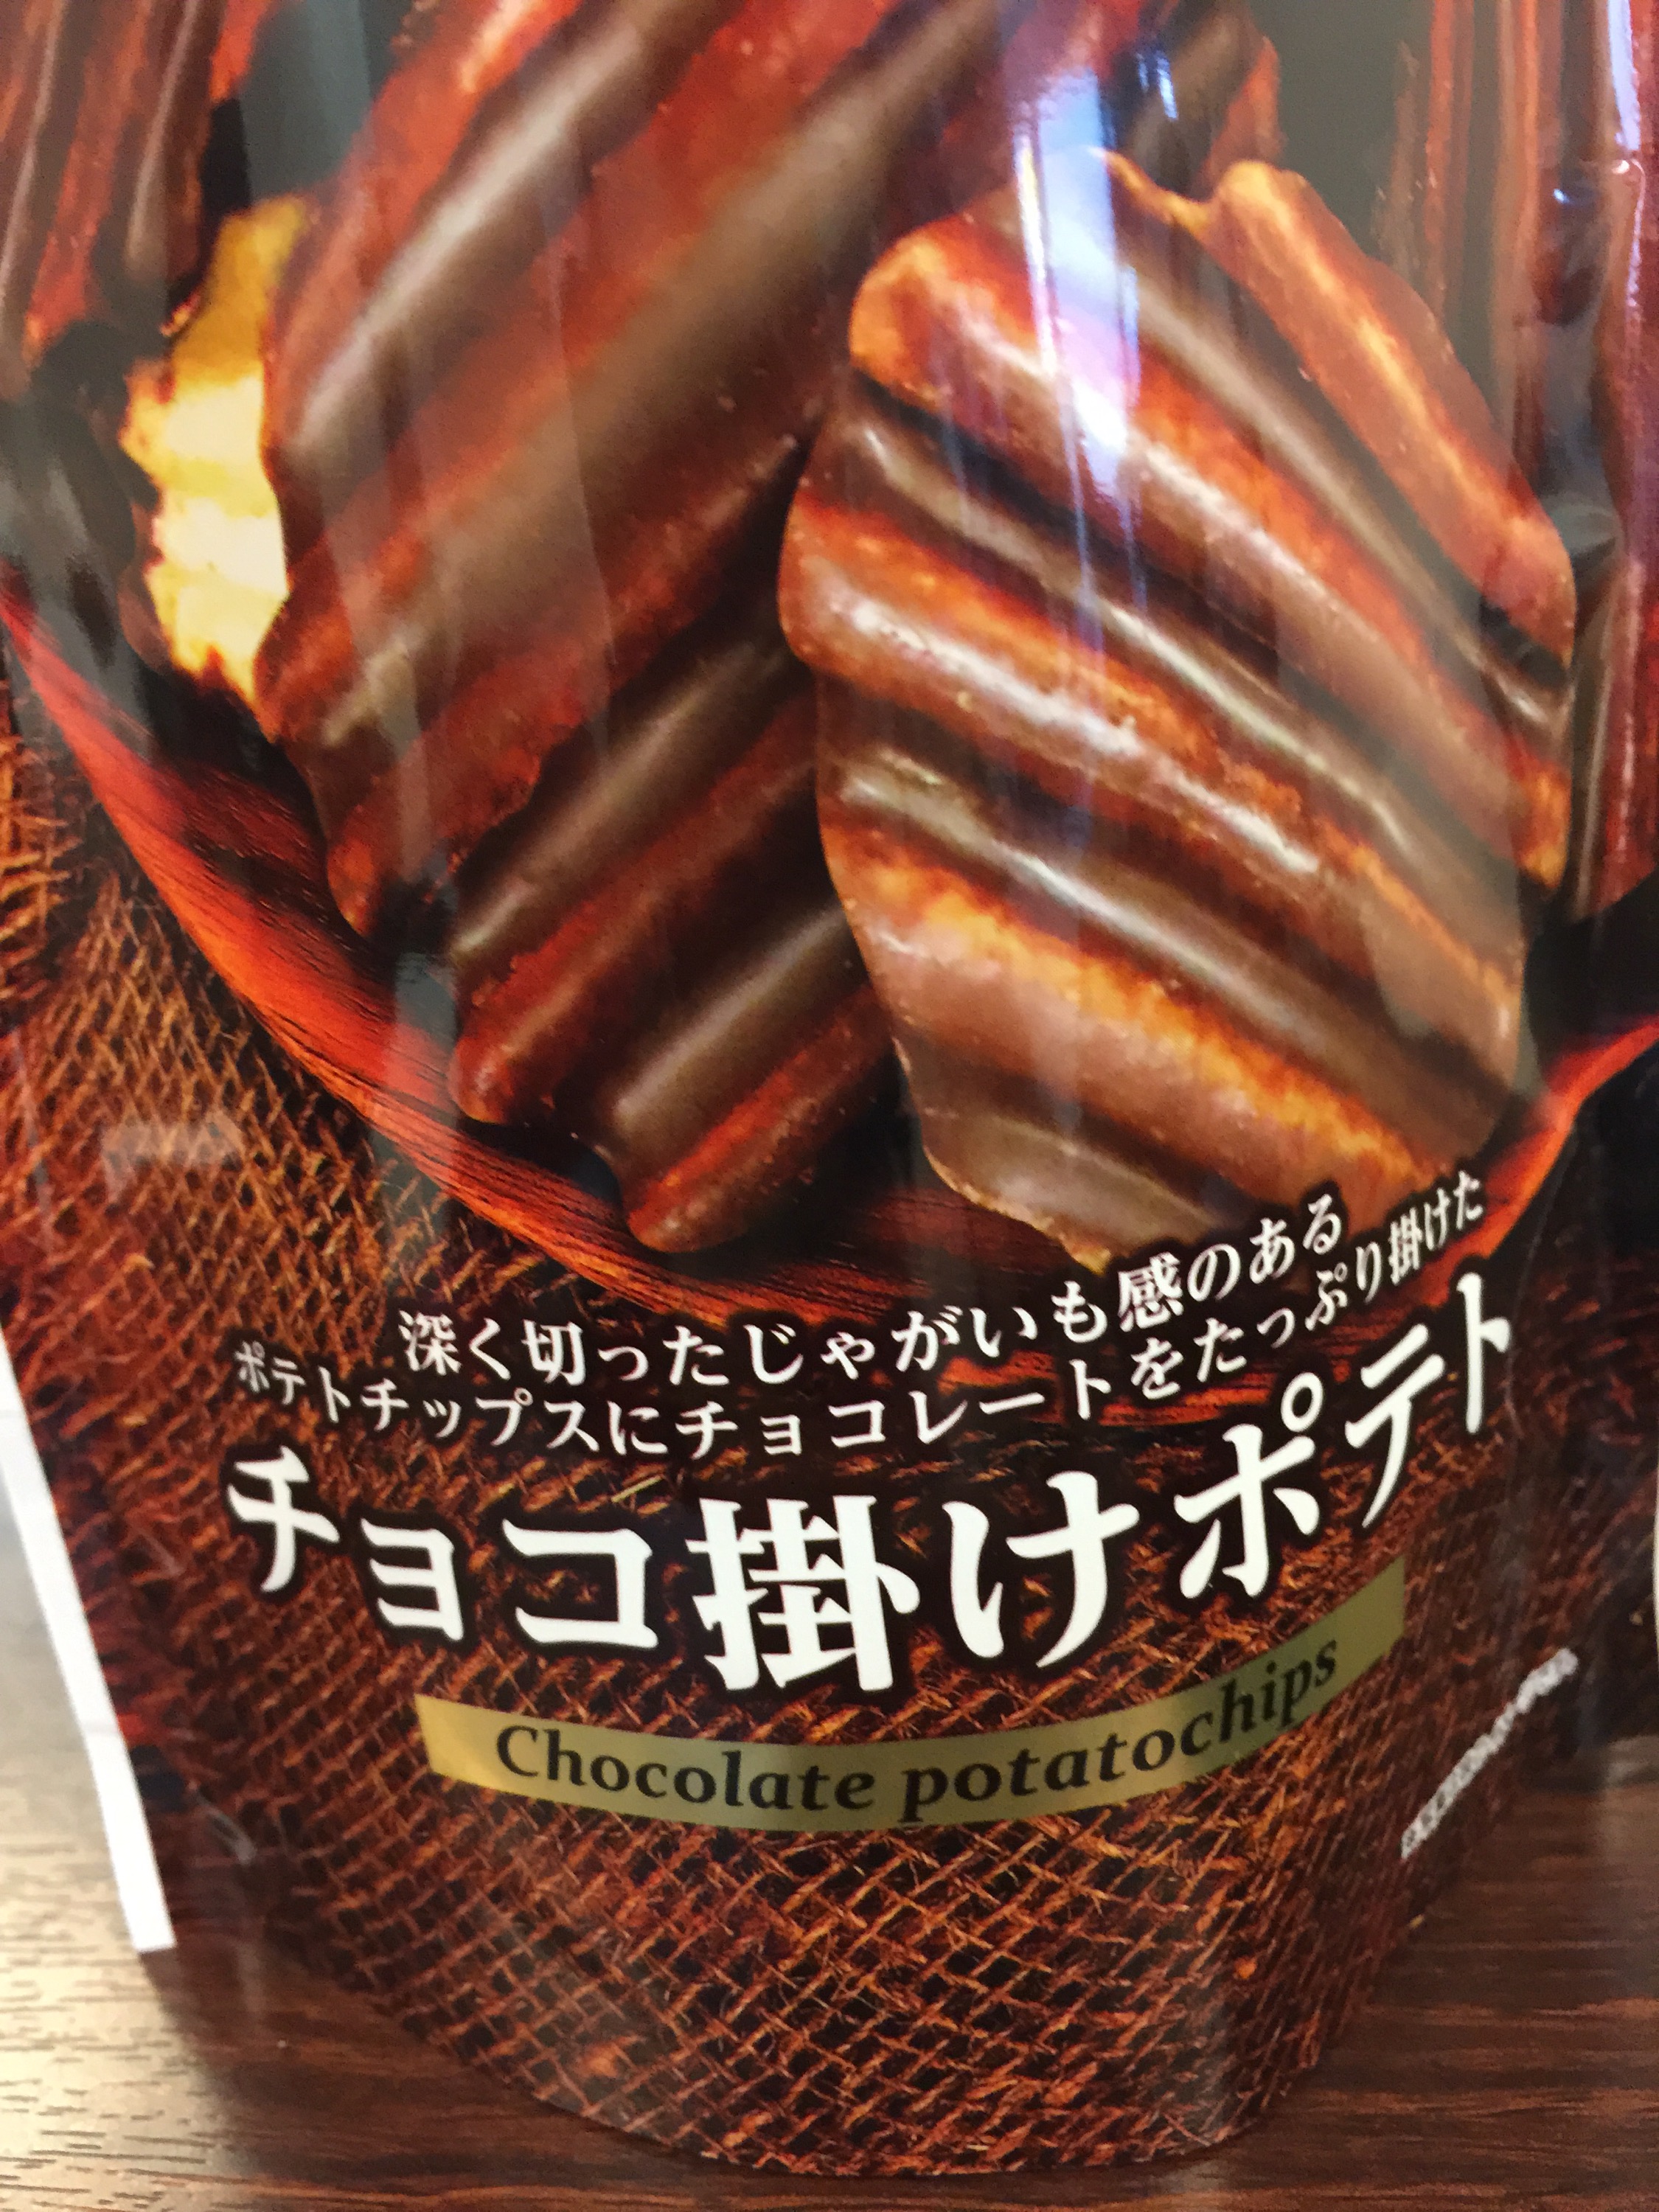 深く切ったじゃがいも感のある
ポテトチップスにチョコレートをたっぷり掛けた
チョコ掛けポテト
Chocolate potatochips